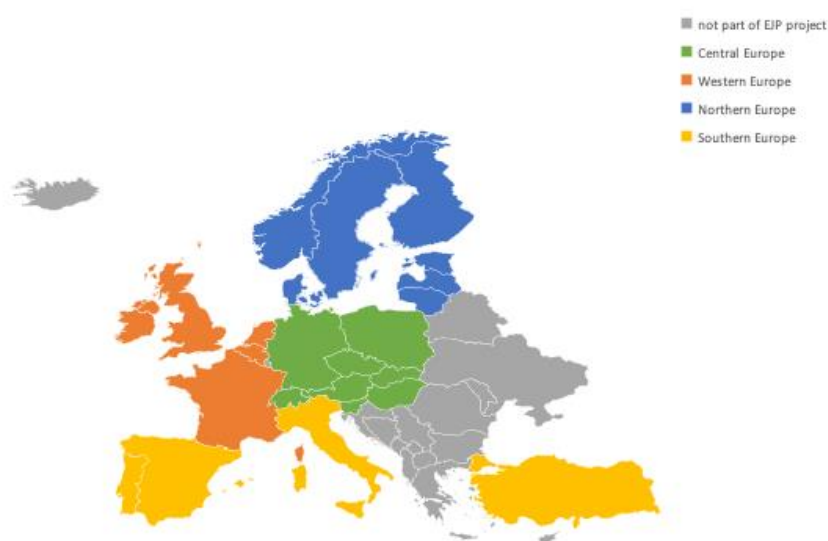 not part of EJP project
Central Europe
Western Europe
Northern Europe
Southern Europe